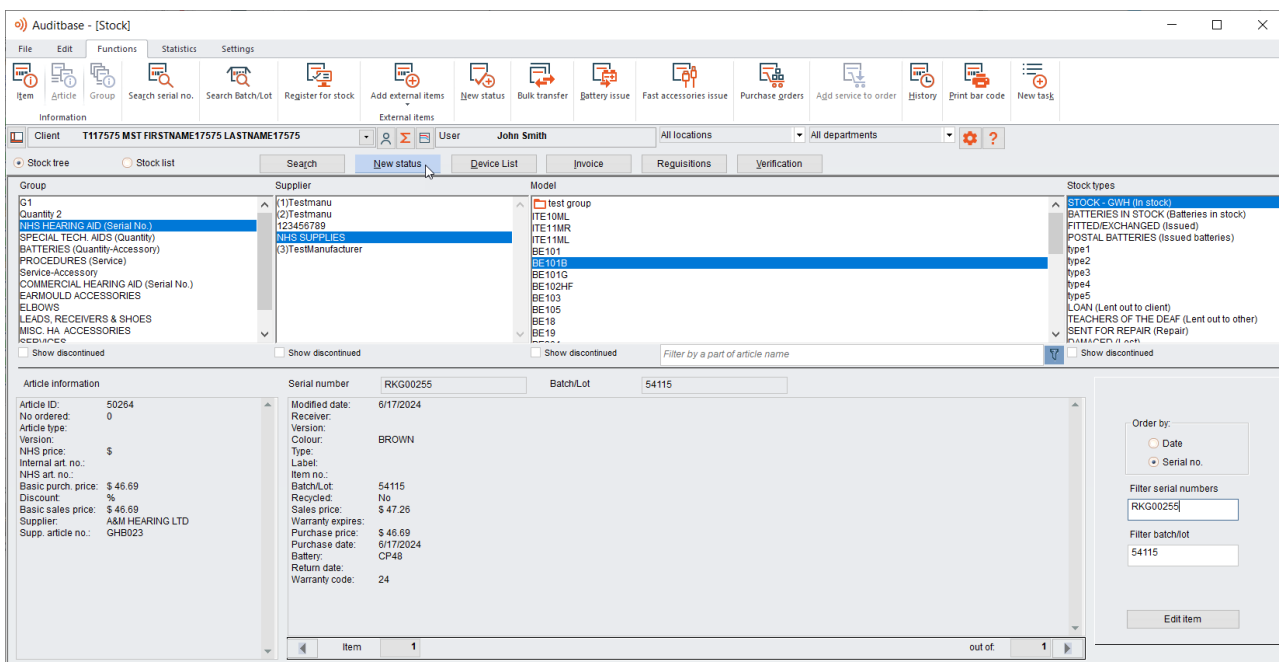 Auditbase - [Stock]
File Edit Functions Statistics Settings
Item Article Group Search serial no. Search Batch/Lot Register for stock Add external items New status Bulk transfer Battery issue Fast accessories issue Purchase orders Add service to order History Print bar code New task
Information External items
Client T117575 MST FIRSTNAME17575 LASTNAME17575 User John Smith All locations All departments
Stock tree Stock list Search New status Device List Invoice Requisitions Verification
Group
G1
Quantity 2
NHS HEARING AID (Serial No.)
SPECIAL TECH. AIDS (Quantity)
BATTERIES (Quantity-Accessory)
PROCEDURES (Service)
Service-Accessory
COMMERCIAL HEARING AID (Serial No.)
EARMOULD ACCESSORIES
ELBOWS
LEADS, RECEIVERS & SHOES
MISC. HA ACCESSORIES
SERVICES
Show discontinued
Supplier
(1)Testmanu
(2)Testmanu
123456789
NHS SUPPLIES
(3)TestManufacturer
Show discontinued
Model
test group
ITE10ML
ITE11MR
ITE11ML
BE101
BE101B
BE101G
BE102HF
BE103
BE105
BE18
BE19
Show discontinued
Filter by a part of article name
Stock types
STOCK - GWH (In stock)
BATTERIES IN STOCK (Batteries in stock)
FITTED/EXCHANGED (Issued)
POSTAL BATTERIES (Issued batteries)
type1
type2
type3
type4
type5
LOAN (Lent out to client)
TEACHERS OF THE DEAF (Lent out to other)
SENT FOR REPAIR (Repair)
DAMAGED (Lost)
Show discontinued
Article information
Article ID: 50264
No ordered: 0
Article type:
Version:
NHS price: $
Internal art. no.:
NHS art. no.:
Basic purch. price: $ 46.69
Discount: %
Basic sales price: $ 46.69
Supplier: A&M HEARING LTD
Supp. article no.: GHB023
Serial number RKG00255 Batch/Lot 54115
Modified date: 6/17/2024
Receiver:
Version:
Colour: BROWN
Type:
Label:
Item no.:
Batch/Lot: 54115
Recycled: No
Sales price: $ 47.26
Warranty expires:
Purchase price: $ 46.69
Purchase date: 6/17/2024
Battery: CP48
Return date:
Warranty code: 24
Item 1 out of: 1
Order by:
Date
Serial no.
Filter serial numbers
RKG00255
Filter batch/lot
54115
Edit item